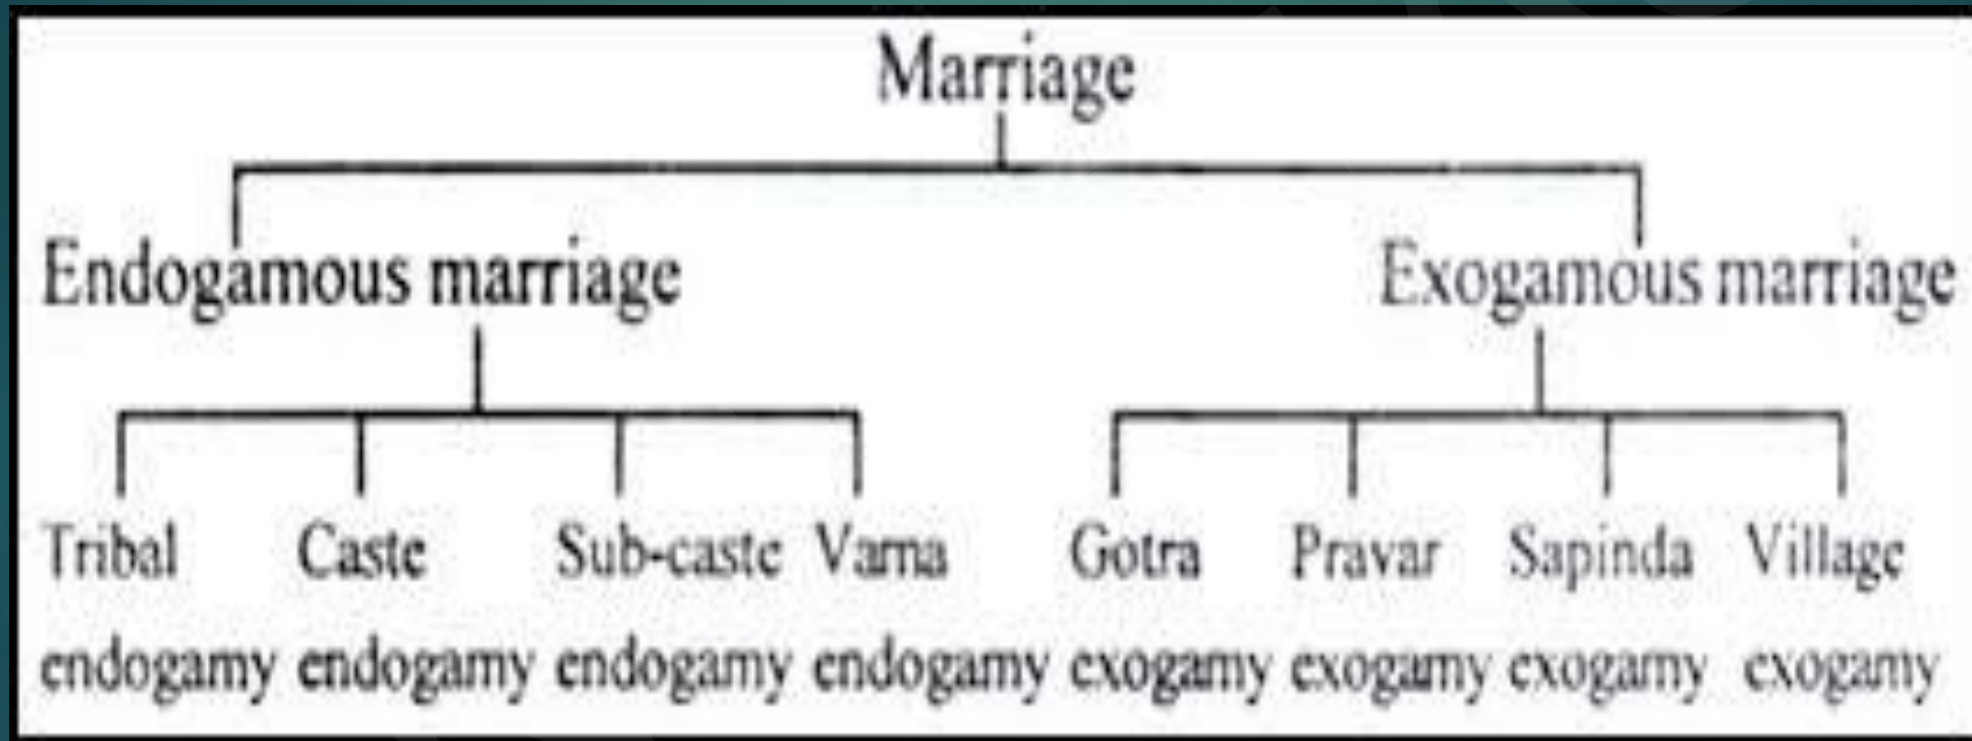 Marriage
Endogamous marriage Exogamous marriage
Tribal Caste Sub-caste Varna Gotra Pravar Sapinda Village
endogamy endogamy endogamy endogamy exogamy exogamy exogamy exogamy